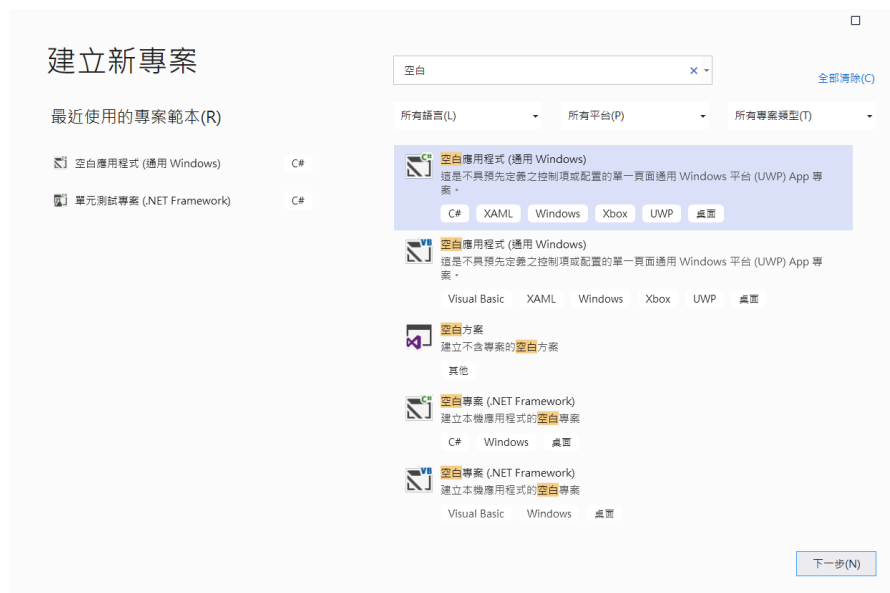 建立新專案
空白
全部清除(C)
最近使用的專案範本(R)
所有語言(L)
所有平台(P)
所有專案類型(T)
空白應用程式 (通用 Windows)
C#
單元測試專案 (.NET Framework)
C#
空白應用程式 (通用 Windows)
這是不具預先定義之控制項或配置的單一頁面通用 Windows 平台 (UWP) App 專
案。
C# XAML Windows Xbox UWP 桌面
空白應用程式 (通用 Windows)
這是不具預先定義之控制項或配置的單一頁面通用 Windows 平台 (UWP) App 專
案。
Visual Basic XAML Windows Xbox UWP 桌面
空白方案
建立不含專案的空白方案
其他
空白專案 (.NET Framework)
建立本機應用程式的空白專案
C# Windows 桌面
空白專案 (.NET Framework)
建立本機應用程式的空白專案
Visual Basic Windows 桌面
下一步(N)